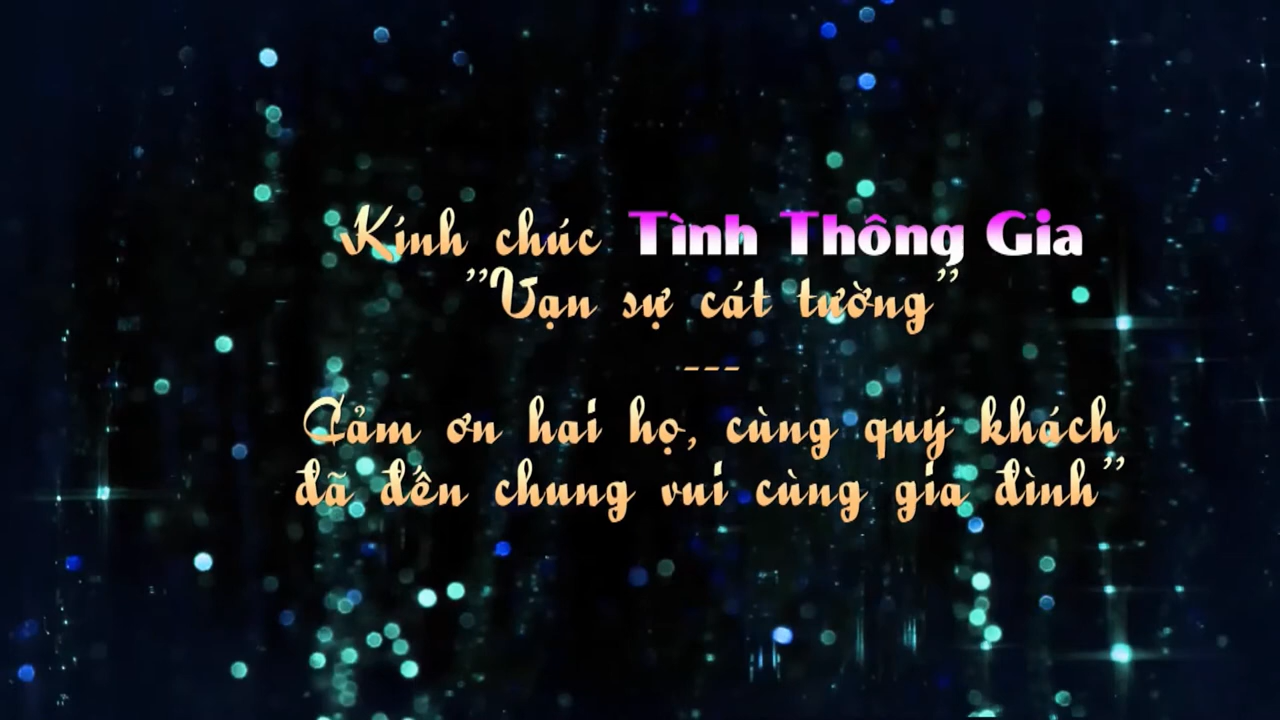 Kính chúc Tình Thông Gia
"Vạn sự cát tường"
---
Cảm ơn hai họ, cùng quý khách
đã đến chung vui cùng gia đình"